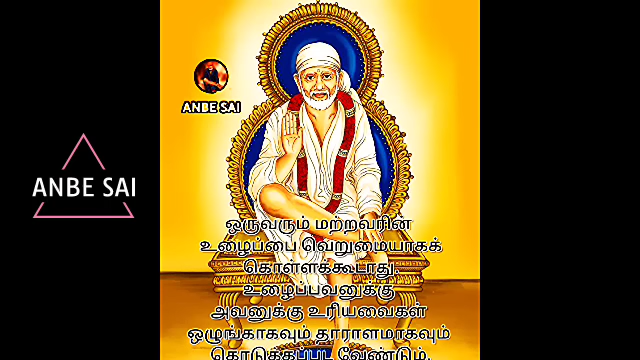 ANBE SAI
ANBE SAI
ஒருவரும் மற்றவரின்
உழைப்பை வெறுமையாகக்
கொள்ளக்கூடாது.
உழைப்பவனுக்கு
அவனுக்கு உரியவைகள்
ஒழுங்காகவும் தாராளமாகவும்
கொடுக்கப்பட வேண்டும்.